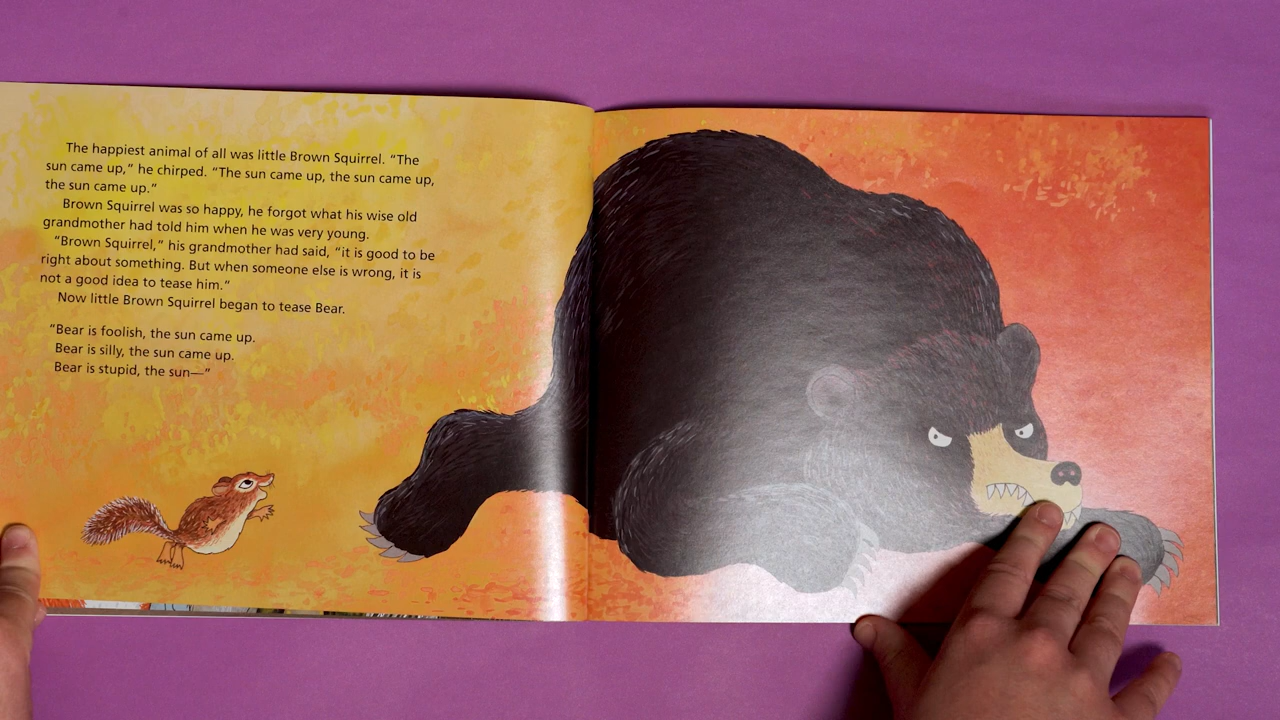 The happiest animal of all was little Brown Squirrel. “The
sun came up,” he chirped. “The sun came up, the sun came up,
the sun came up.”
Brown Squirrel was so happy, he forgot what his wise old
grandmother had told him when he was very young.
“Brown Squirrel,” his grandmother had said, “it is good to be
right about something. But when someone else is wrong, it is
not a good idea to tease him.”
Now little Brown Squirrel began to tease Bear.
“Bear is foolish, the sun came up.
Bear is silly, the sun came up.
Bear is stupid, the sun—”